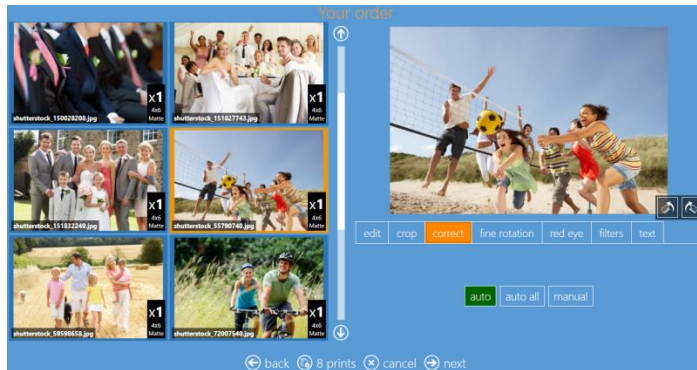 Your order
x1
4x6
Matte
shutterstock_150028208.jpg
x1
4x6
Matte
shutterstock_151827743.jpg
x1
4x6
Matte
shutterstock_151832249.jpg
x1
4x6
Matte
shutterstock_55790740.jpg
x1
4x6
Matte
shutterstock_59598658.jpg
x1
4x6
Matte
shutterstock_72007540.jpg
edit crop correct fine rotation red eye filters text
auto auto all manual
back 8 prints cancel next